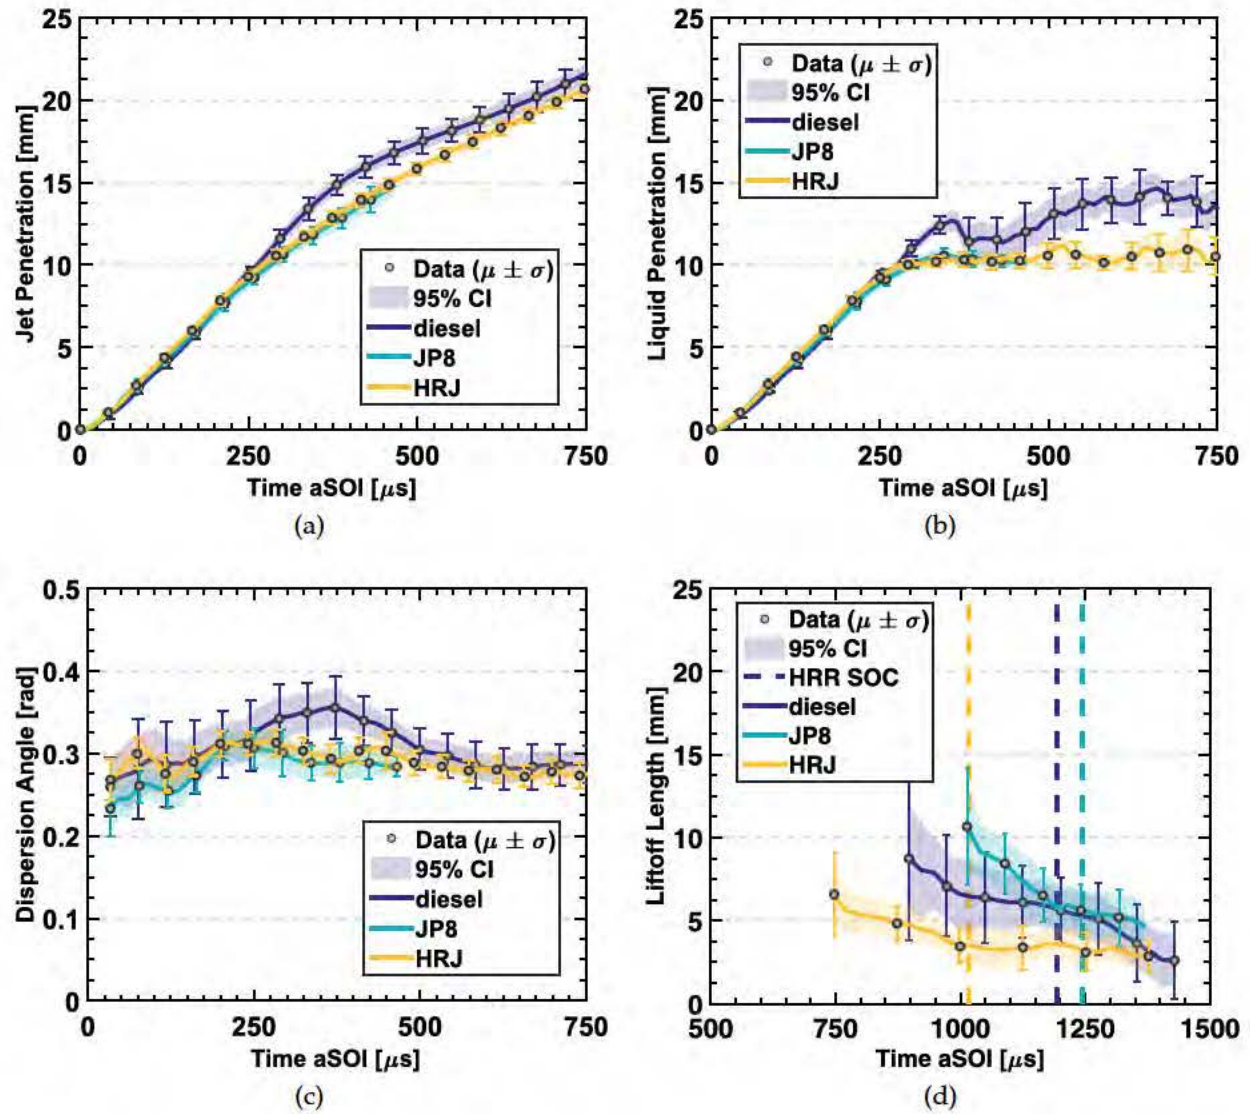 25
20
15
10
5
0
Jet Penetration [mm]
Data (μ ± σ)
95% CI
diesel
JP8
HRJ
0 250 500 750
Time aSOI [μs]
(a)
25
20
15
10
5
0
Liquid Penetration [mm]
Data (μ ± σ)
95% CI
diesel
JP8
HRJ
0 250 500 750
Time aSOI [μs]
(b)
0.5
0.4
0.3
0.2
0.1
0
Dispersion Angle [rad]
Data (μ ± σ)
95% CI
diesel
JP8
HRJ
0 250 500 750
Time aSOI [μs]
(c)
25
20
15
10
5
0
Liftoff Length [mm]
Data (μ ± σ)
95% CI
HRR SOC
diesel
JP8
HRJ
500 750 1000 1250 1500
Time aSOI [μs]
(d)